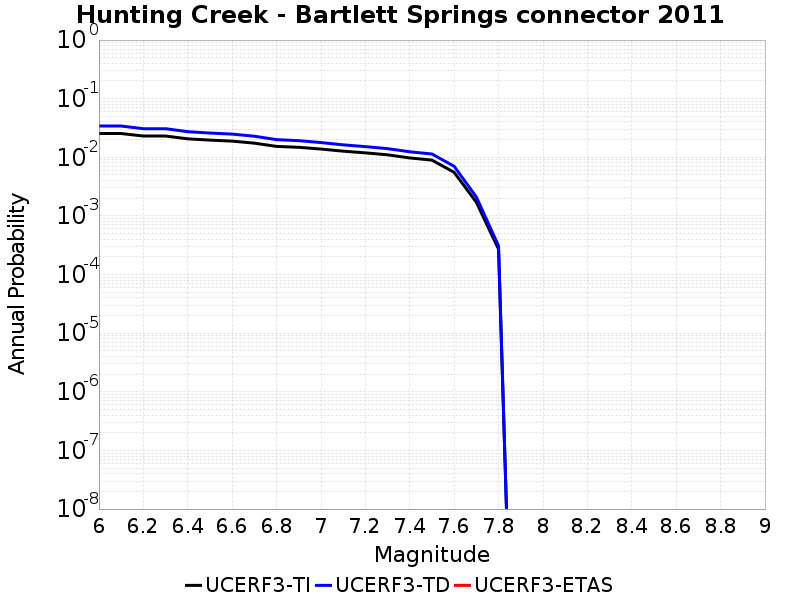 Hunting Creek - Bartlett Springs connector 2011
Annual Probability
10^0
10^-1
10^-2
10^-3
10^-4
10^-5
10^-6
10^-7
10^-8
6 6.2 6.4 6.6 6.8 7 7.2 7.4 7.6 7.8 8 8.2 8.4 8.6 8.8 9
Magnitude
UCERF3-TI UCERF3-TD UCERF3-ETAS